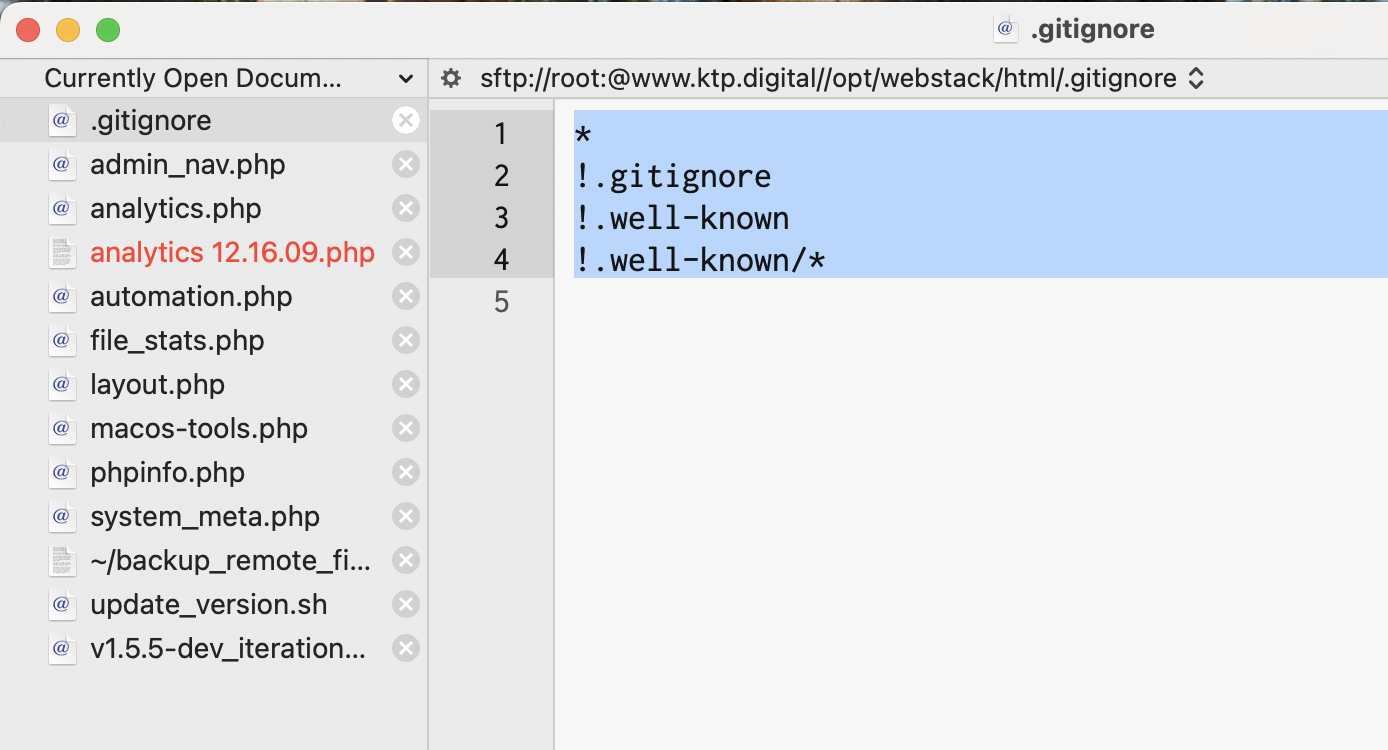 .gitignore
Currently Open Docum...
sftp://root:@www.ktp.digital//opt/webstack/html/.gitignore
.gitignore
admin_nav.php
analytics.php
analytics 12.16.09.php
automation.php
file_stats.php
layout.php
macos-tools.php
phpinfo.php
system_meta.php
~/backup_remote_fi...
update_version.sh
v1.5.5-dev_iteration...
1 *
2 !.gitignore
3 !.well-known
4 !.well-known/*
5